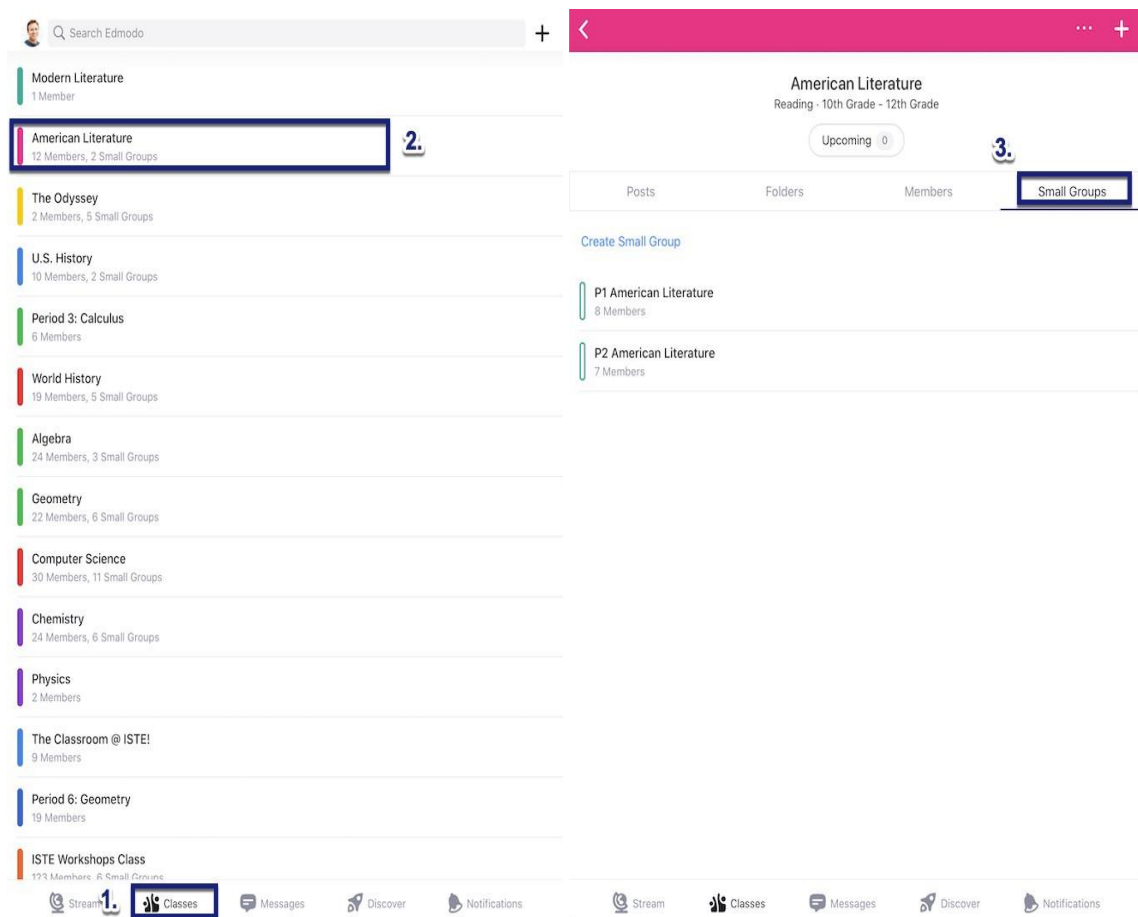 Search Edmodo
Modern Literature
1 Member
American Literature
12 Members, 2 Small Groups
2.
The Odyssey
2 Members, 5 Small Groups
U.S. History
10 Members, 2 Small Groups
Period 3: Calculus
6 Members
World History
19 Members, 5 Small Groups
Algebra
24 Members, 3 Small Groups
Geometry
22 Members, 6 Small Groups
Computer Science
30 Members, 11 Small Groups
Chemistry
24 Members, 6 Small Groups
Physics
2 Members
The Classroom @ ISTE!
9 Members
Period 6: Geometry
19 Members
ISTE Workshops Class
123 Members, 6 Small Groups
Stream 1. Classes Messages Discover Notifications
American Literature
Reading · 10th Grade - 12th Grade
Upcoming 0
3.
Posts Folders Members Small Groups
Create Small Group
P1 American Literature
8 Members
P2 American Literature
7 Members
Stream Classes Messages Discover Notifications